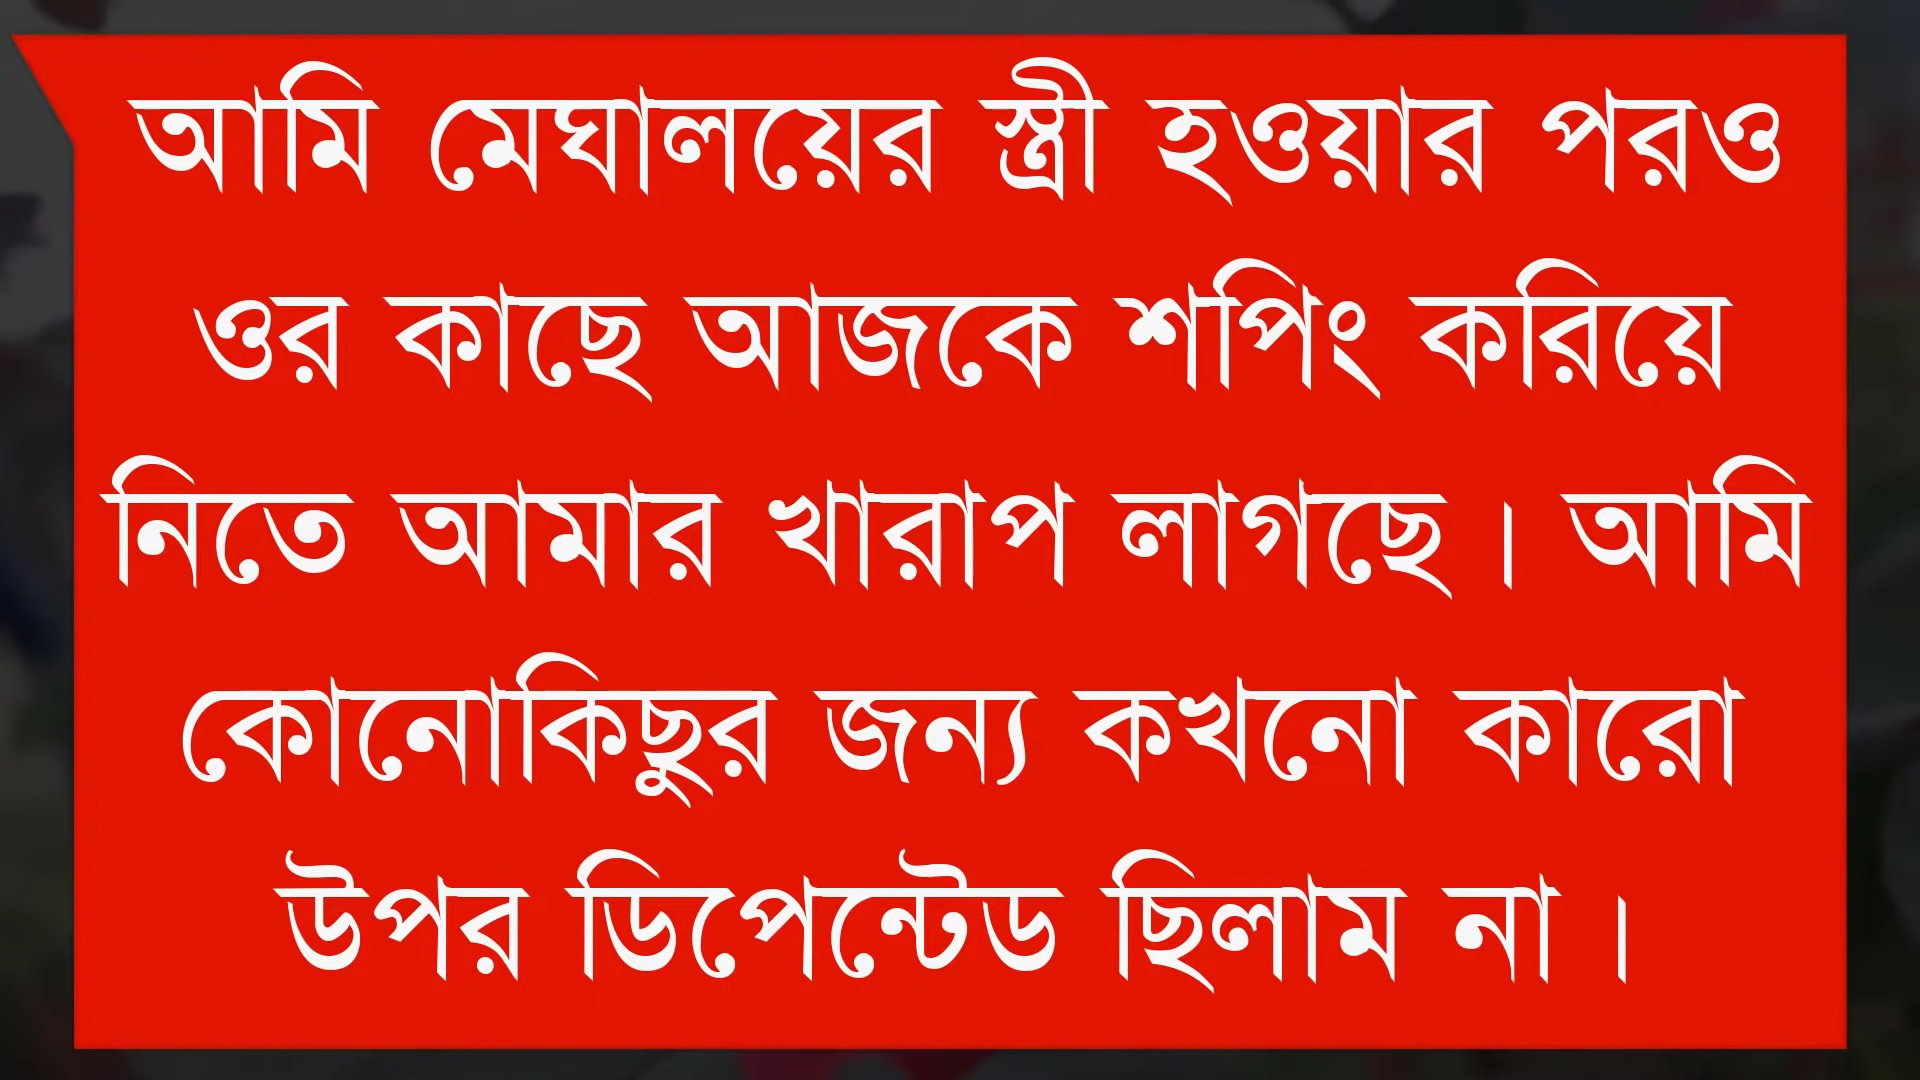 আমি মেঘালয়ের স্ত্রী হওয়ার পরও
ওর কাছে আজকে শপিং করিয়ে
নিতে আমার খারাপ লাগছে । আমি
কোনোকিছুর জন্য কখনো কারো
উপর ডিপেন্টেড ছিলাম না ।